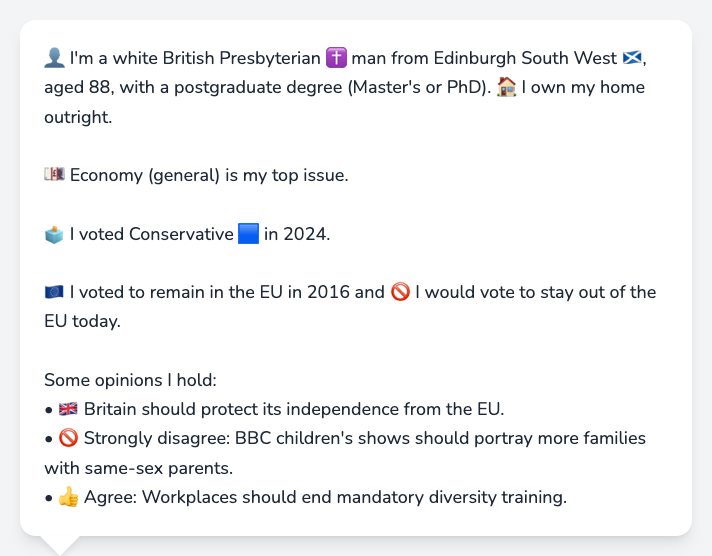 👤 I'm a white British Presbyterian ✝️ man from Edinburgh South West 🏴󠁧󠁢󠁳󠁣󠁴󠁿,
aged 88, with a postgraduate degree (Master's or PhD). 🏠 I own my home
outright.
💷 Economy (general) is my top issue.
🗳️ I voted Conservative 🟦 in 2024.
🇪🇺 I voted to remain in the EU in 2016 and 🚫 I would vote to stay out of the
EU today.
Some opinions I hold:
• 🇬🇧 Britain should protect its independence from the EU.
• 🚫 Strongly disagree: BBC children's shows should portray more families
with same-sex parents.
• 👍 Agree: Workplaces should end mandatory diversity training.